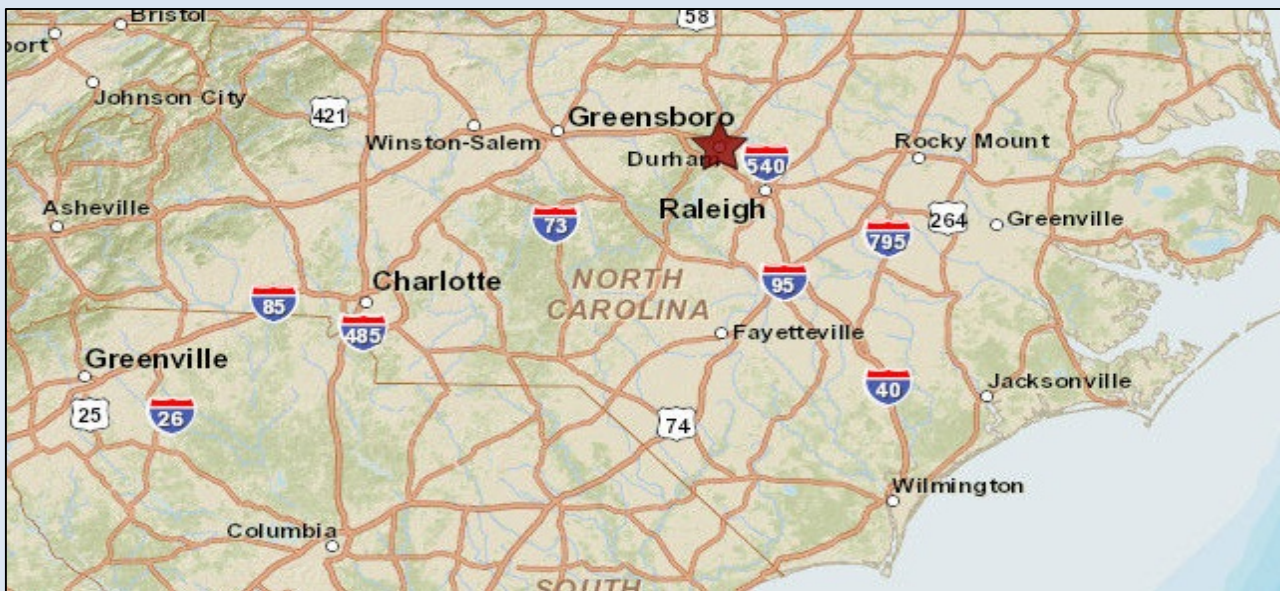 58
Bristol
port
Johnson City
421
Greensboro
Winston-Salem
Durham
540
Rocky Mount
Asheville
Raleigh
264
Greenville
73
795
NORTH
CAROLINA
Charlotte
95
85
485
Fayetteville
Greenville
40
Jacksonville
25
26
74
Wilmington
Columbia
SOUTH